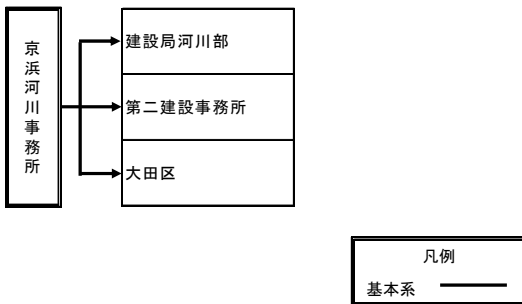 京浜河川事務所
建設局河川部
第二建設事務所
大田区
凡例
基本系